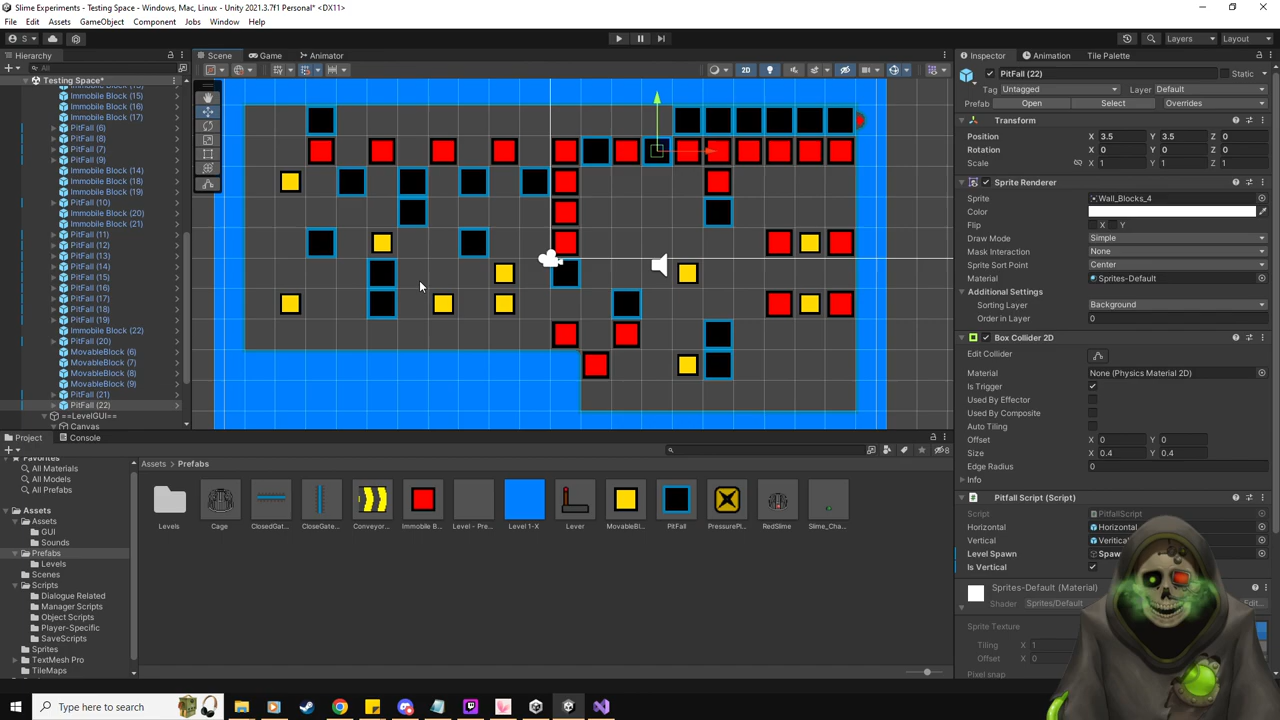 Slime Experiments - Testing Space - Windows, Mac, Linux - Unity 2021.3.7f1 Personal* <DX11>
File Edit Assets GameObject Component Jobs Window Help
S Layers Layout
Hierarchy
All
Testing Space*
Immobile Block (15)
Immobile Block (16)
Immobile Block (17)
PitFall (6)
PitFall (7)
PitFall (8)
PitFall (9)
Immobile Block (14)
Immobile Block (18)
Immobile Block (19)
PitFall (10)
Immobile Block (20)
Immobile Block (21)
PitFall (11)
PitFall (12)
PitFall (13)
PitFall (14)
PitFall (15)
PitFall (16)
PitFall (17)
PitFall (18)
PitFall (19)
Immobile Block (22)
PitFall (20)
MovableBlock (6)
MovableBlock (7)
MovableBlock (8)
MovableBlock (9)
PitFall (21)
PitFall (22)
==LevelGUI==
Canvas
Scene Game Animator
2D
Inspector Animation Tile Palette
PitFall (22) Static
Tag Untagged Layer Default
Prefab Open Select Overrides
Transform
Position X 3.5 Y 3.5 Z 0
Rotation X 0 Y 0 Z 0
Scale X 1 Y 1 Z 1
Sprite Renderer
Sprite Wall_Blocks_4
Color
Flip X Y
Draw Mode Simple
Mask Interaction None
Sprite Sort Point Center
Material Sprites-Default
Additional Settings
Sorting Layer Background
Order in Layer 0
Box Collider 2D
Edit Collider
Material None (Physics Material 2D)
Is Trigger
Used By Effector
Used By Composite
Auto Tiling
Offset X 0 Y 0
Size X 0.4 Y 0.4
Edge Radius 0
Info
Pitfall Script (Script)
Script PitfallScript
Horizontal Horizontal
Vertical
Level Spawn
Is Vertical
Sprites-Default (Material)
Shader Sprites/Default Edit...
Sprite Texture
Tiling X 1
Offset X 0
Pixel snap
Project Console
8
Favorites
All Materials
All Models
All Prefabs
Assets
Assets
GUI
Sounds
Prefabs
Levels
Scenes
Scripts
Dialogue Related
Manager Scripts
Object Scripts
Player-Specific
SaveScripts
Sprites
TextMesh Pro
TileMaps
Assets > Prefabs
Levels Cage ClosedGat... CloseGate... Conveyor... Immobile B... Level - Pre... Level 1-X Lever MovableBl... PitFall PressurePl... RedSlime Slime_Cha...
Type here to search